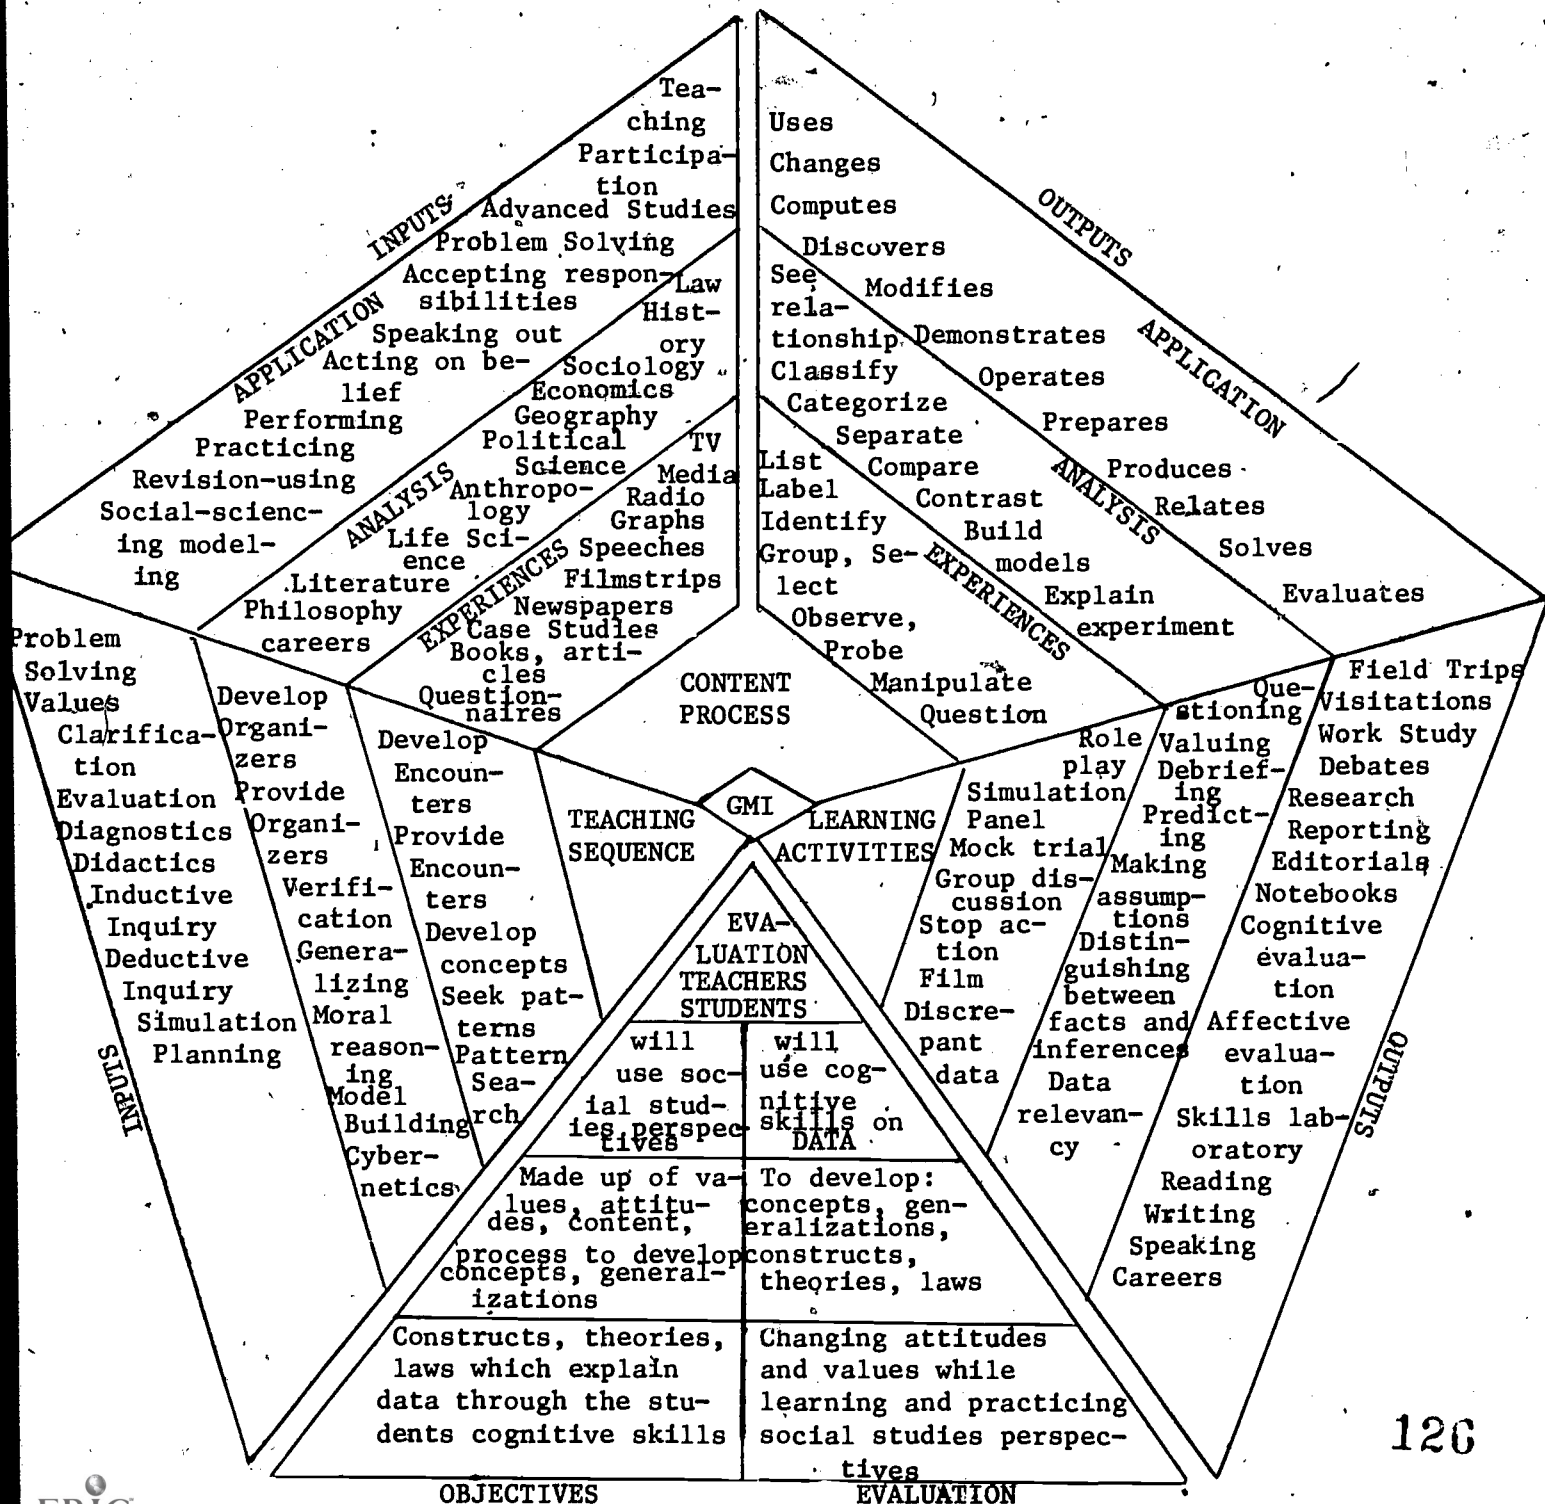 INPUTS
APPLICATION
Tea-
ching
Participa-
tion
Advanced Studies
Problem Solving
Accepting respon-
sibilities
Speaking out
Acting on be-
lief
Performing
Practicing
Revision-using
Social-scienc-
ing model-
ing
ANALYSIS
Law
Hist-
ory
Sociology
Economics
Geography
Political
Science
Anthropo-
logy
Life Sci-
ence
Literature
Philosophy
careers
EXPERIENCES
TV
Media
Radio
Graphs
Speeches
Filmstrips
Newspapers
Case Studies
Books, arti-
cles
Question-
naires
OUTPUTS
APPLICATION
Uses
Changes
Computes
Discovers
Modifies
Demonstrates
Operates
Prepares
Produces
Relates
Solves
Evaluates
ANALYSIS
See
rela-
tionship
Classify
Categorize
Separate
Compare
Contrast
Build
models
Explain
experiment
EXPERIENCES
List
Label
Identify
Group, Se-
lect
Observe,
Probe
Manipulate
Question
CONTENT
PROCESS
GMI
TEACHING
SEQUENCE
LEARNING
ACTIVITIES
INPUTS
Problem
Solving
Values
Clarifica-
tion
Evaluation
Diagnostics
Didactics
Inductive
Inquiry
Deductive
Inquiry
Simulation
Planning
Develop
Organi-
zers
Provide
Organi-
zers
Verifi-
cation
Genera-
lizing
Moral
reason-
ing
Model
Building
Cyber-
netics
Develop
Encoun-
ters
Provide
Encoun-
ters
Develop
concepts
Seek pat-
terns
Pattern
Sea-
rch
Role
play
Simulation
Panel
Mock trial
Group dis-
cussion
Stop ac-
tion
Film
Discre-
pant
data
Que-
stioning
Valuing
Debrief-
ing
Predict-
ing
Making
assump-
tions
Distin-
guishing
between
facts and
inferences
Data
relevan-
cy
Field Trips
Visitations
Work Study
Debates
Research
Reporting
Editorials
Notebooks
Cognitive
evalua-
tion
Affective
evalua-
tion
Skills lab-
oratory
Reading
Writing
Speaking
Careers
OUTPUTS
EVA-
LUATION
TEACHERS
STUDENTS
will
use soc-
ial stud-
ies perspec-
tives
will
use cog-
nitive
skills on
DATA
Made up of va-
lues, attitu-
des, content,
process to develop
concepts, general-
izations
To develop:
concepts, gen-
eralizations,
constructs,
theories, laws
Constructs, theories,
laws which explain
data through the stu-
dents cognitive skills
Changing attitudes
and values while
learning and practicing
social studies perspec-
tives
OBJECTIVES
EVALUATION
126
ERIC